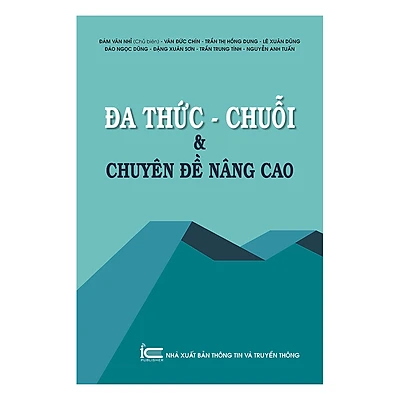 ĐÀM VĂN NHỈ (Chủ biên) - VĂN ĐỨC CHÍN - TRẦN THỊ HỒNG DUNG - LÊ XUÂN DŨNG
ĐÀO NGỌC DŨNG - ĐẶNG XUÂN SƠN - TRẦN TRUNG TÌNH - NGUYỄN ANH TUẤN
ĐA THỨC - CHUỖI
&
CHUYÊN ĐỀ NÂNG CAO
iC
PUBLISHER
NHÀ XUẤT BẢN THÔNG TIN VÀ TRUYỀN THÔNG